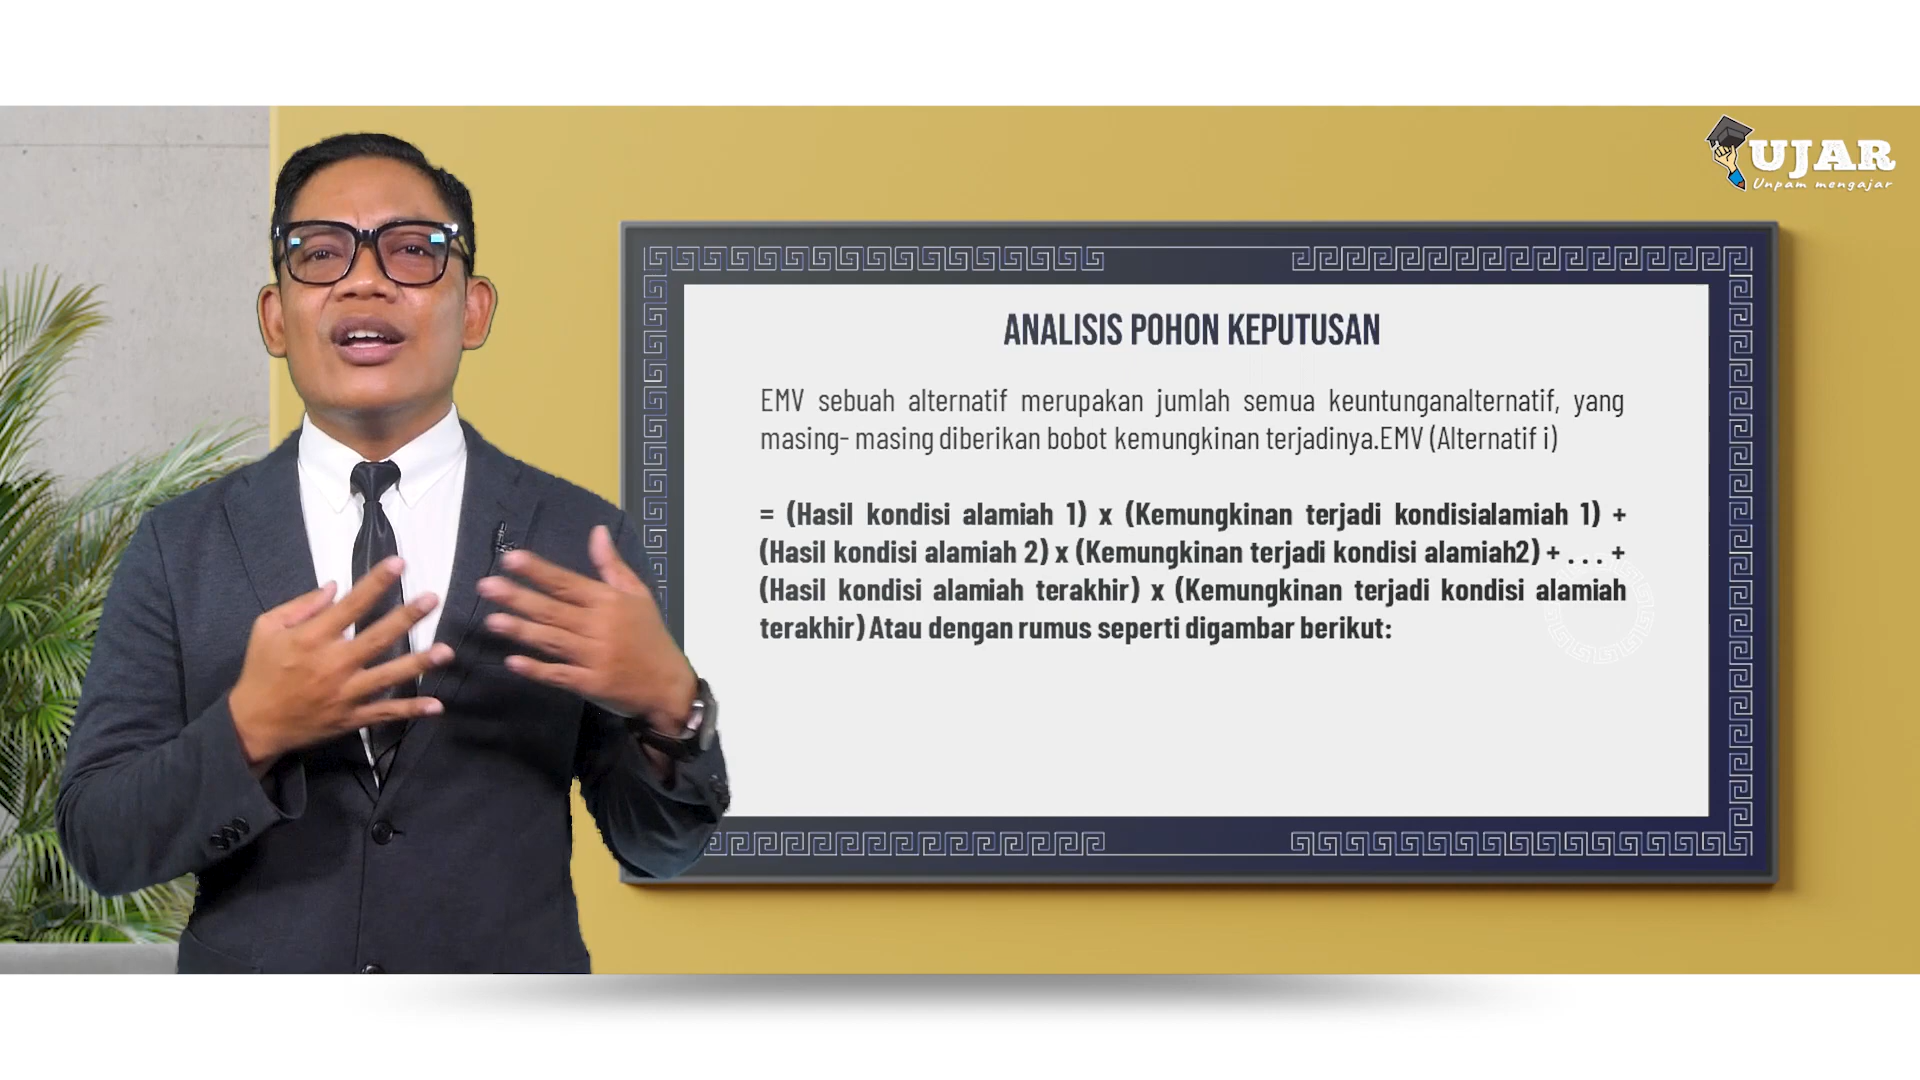 UJAR
Unpam mengajar
ANALISIS POHON KEPUTUSAN
EMV sebuah alternatif merupakan jumlah semua keuntunganalternatif, yang
masing- masing diberikan bobot kemungkinan terjadinya.EMV (Alternatif i)
= (Hasil kondisi alamiah 1) x (Kemungkinan terjadi kondisialamiah 1) +
(Hasil kondisi alamiah 2) x (Kemungkinan terjadi kondisi alamiah2) + . . . +
(Hasil kondisi alamiah terakhir) x (Kemungkinan terjadi kondisi alamiah
terakhir) Atau dengan rumus seperti digambar berikut: